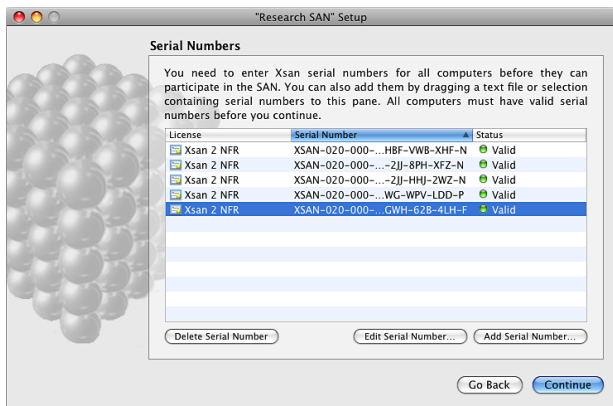 "Research SAN" Setup
Serial Numbers
You need to enter Xsan serial numbers for all computers before they can
participate in the SAN. You can also add them by dragging a text file or selection
containing serial numbers to this pane. All computers must have valid serial
numbers before you continue.
License Serial Number Status
Xsan 2 NFR XSAN-020-000-...HBF-VWB-XHF-N Valid
Xsan 2 NFR XSAN-020-000-...-2JJ-8PH-XFZ-N Valid
Xsan 2 NFR XSAN-020-000-...-2JJ-HHJ-2WZ-N Valid
Xsan 2 NFR XSAN-020-000-...WG-WPV-LDD-P Valid
Xsan 2 NFR XSAN-020-000-...GWH-62B-4LH-F Valid
Delete Serial Number Edit Serial Number... Add Serial Number...
Go Back Continue